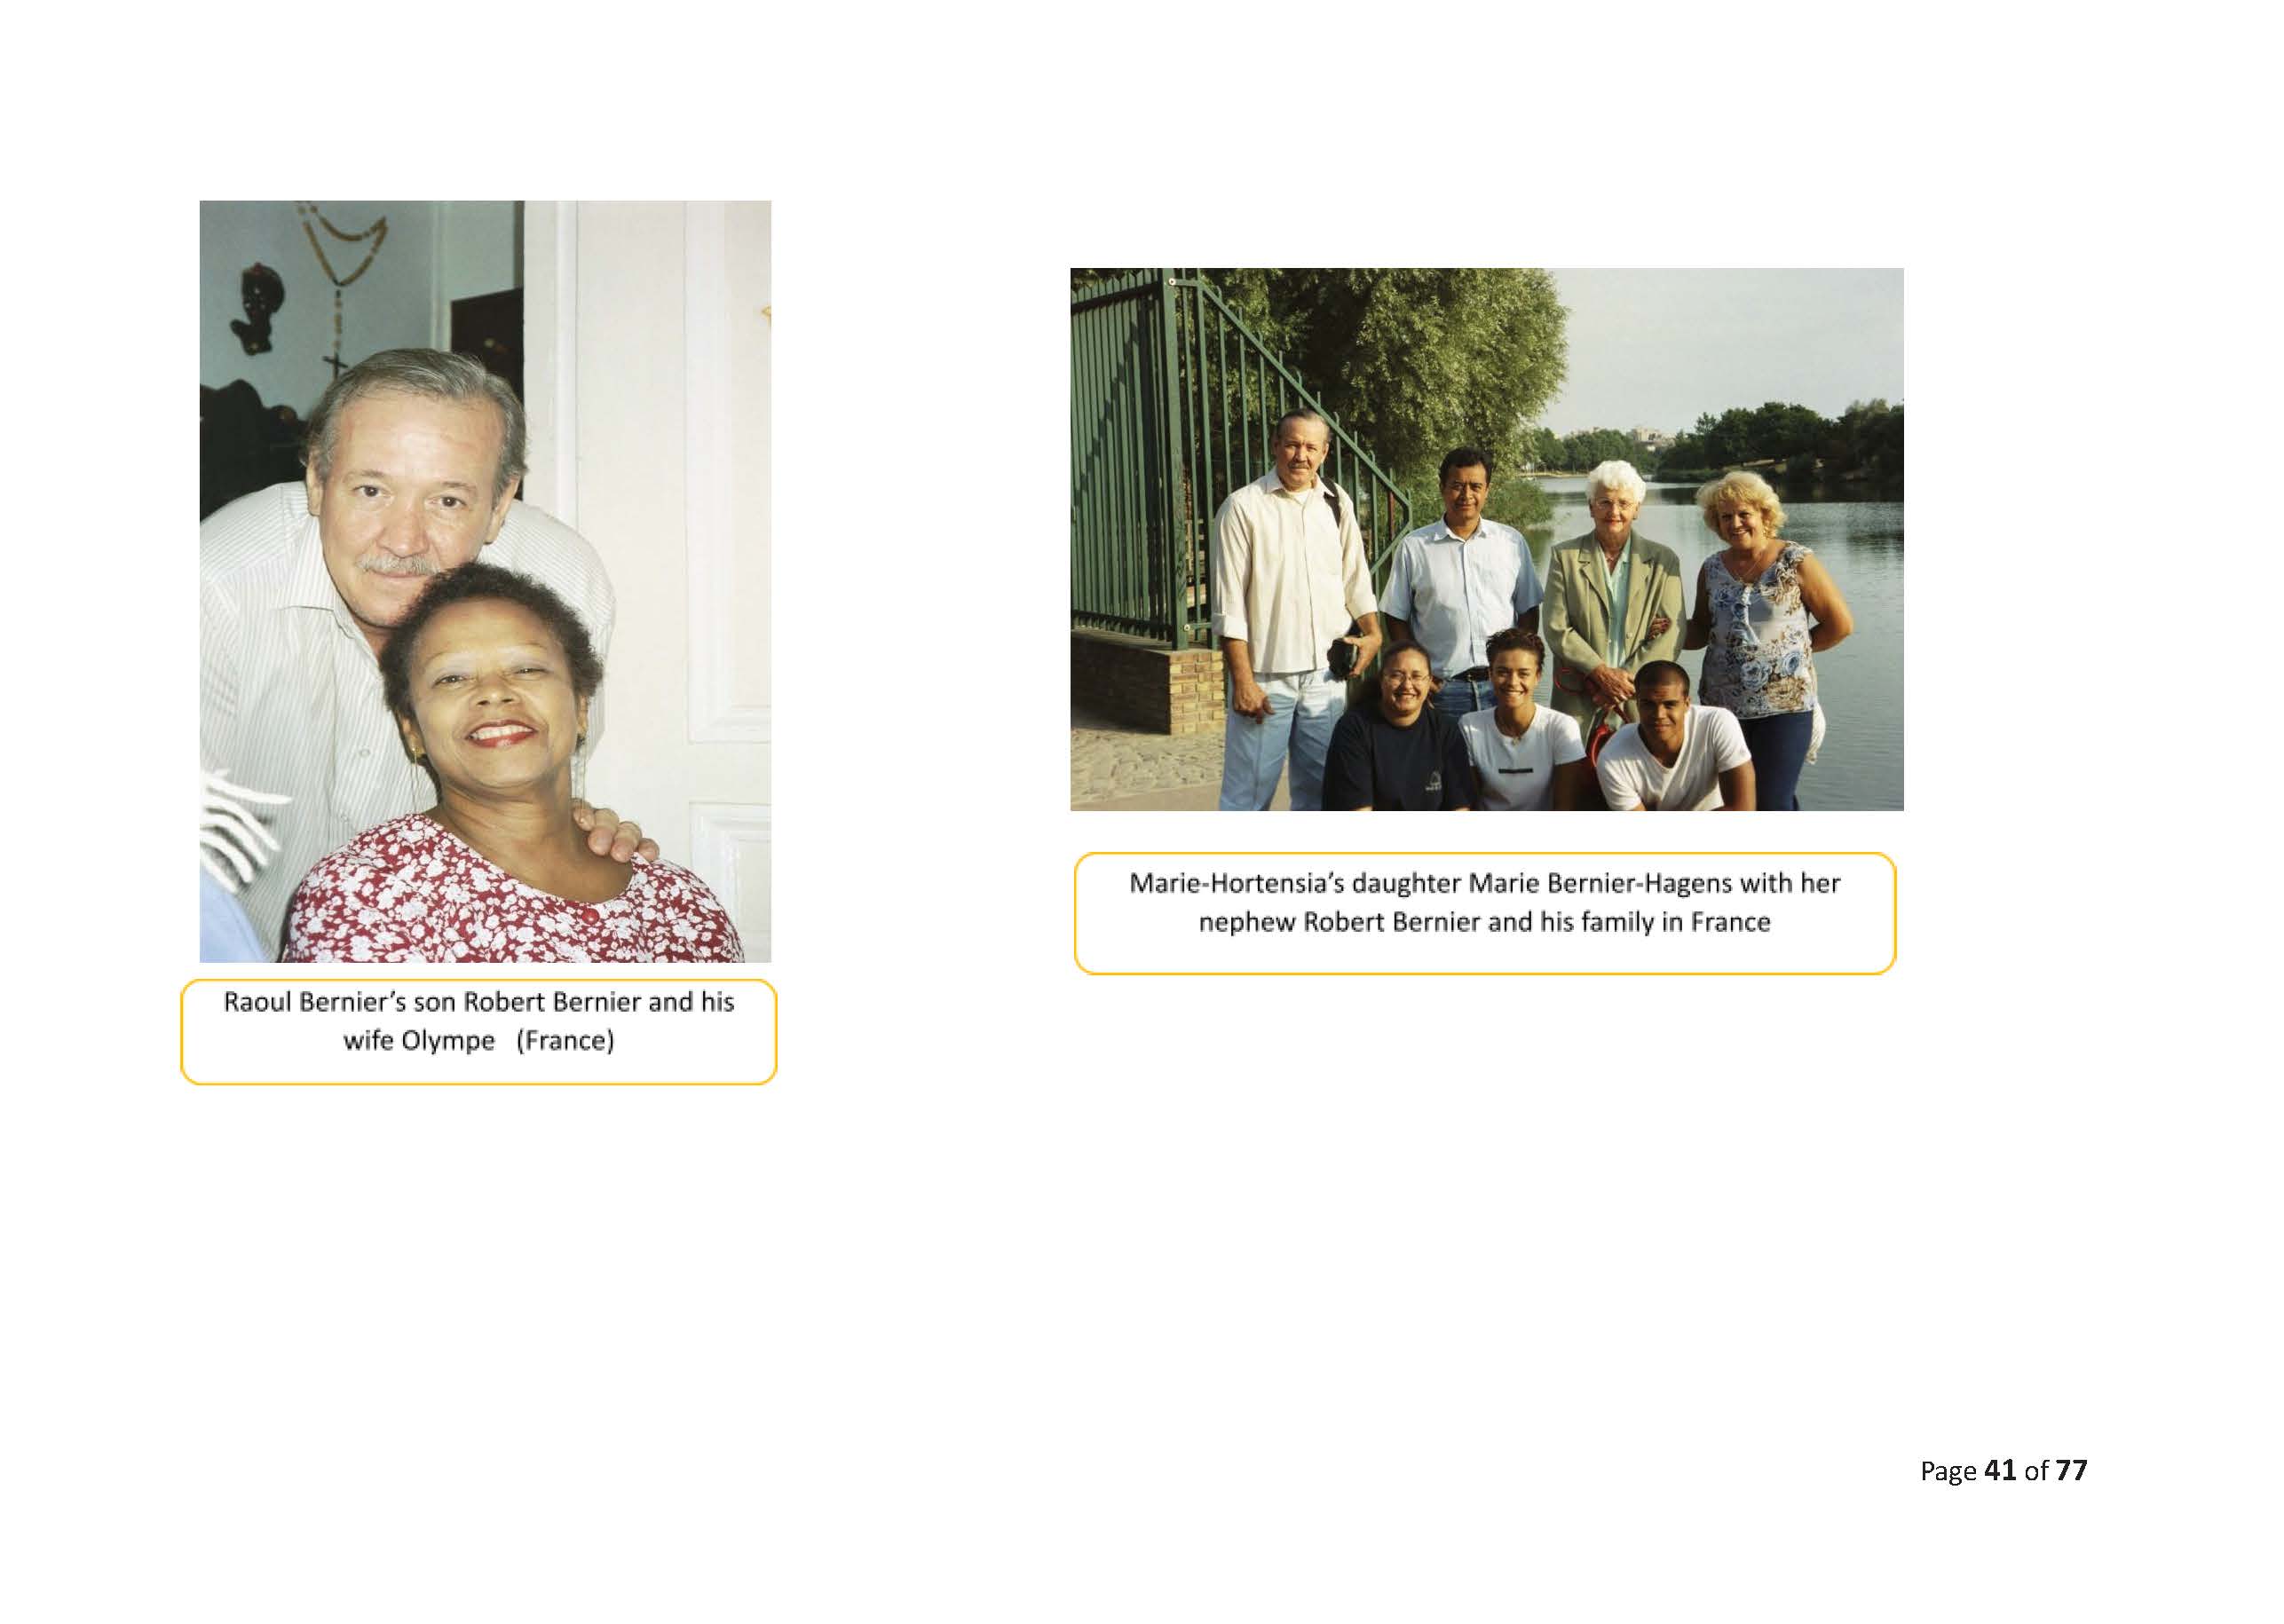 Raoul Bernier’s son Robert Bernier and his
wife Olympe (France)
Marie-Hortensia’s daughter Marie Bernier-Hagens with her
nephew Robert Bernier and his family in France
Page 41 of 77